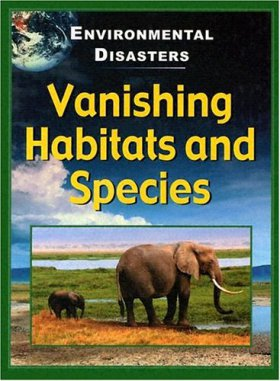 ENVIRONMENTAL
DISASTERS
Vanishing
Habitats and
Species